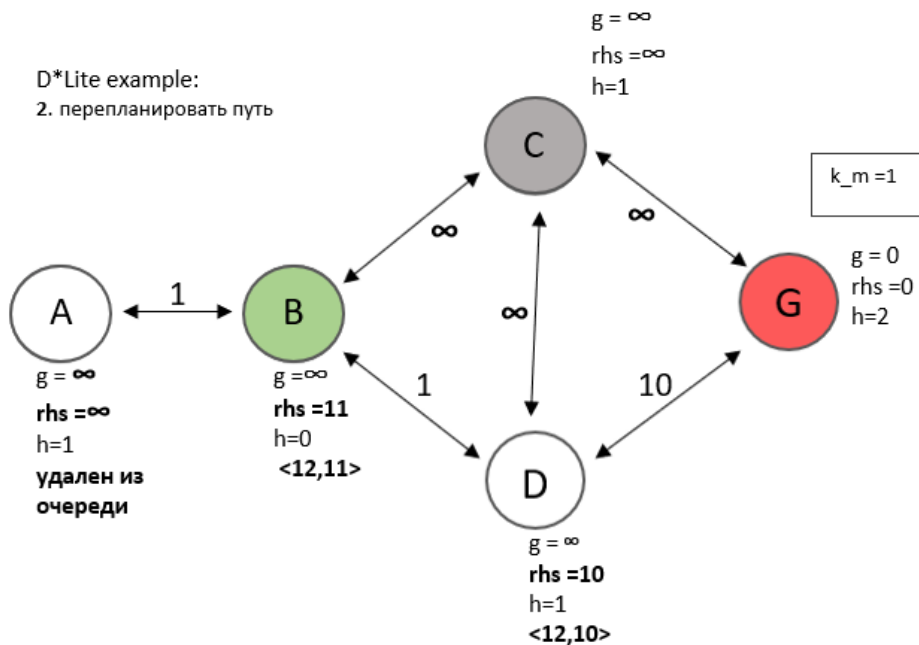 D*Lite example:
2. перепланировать путь
g = ∞
rhs =∞
h=1
C
k_m =1
∞
∞
g = 0
rhs =0
h=2
A
1
B
∞
G
g = ∞
rhs =∞
h=1
удален из
очереди
g =∞
rhs =11
h=0
<12,11>
1
10
D
g = ∞
rhs =10
h=1
<12,10>